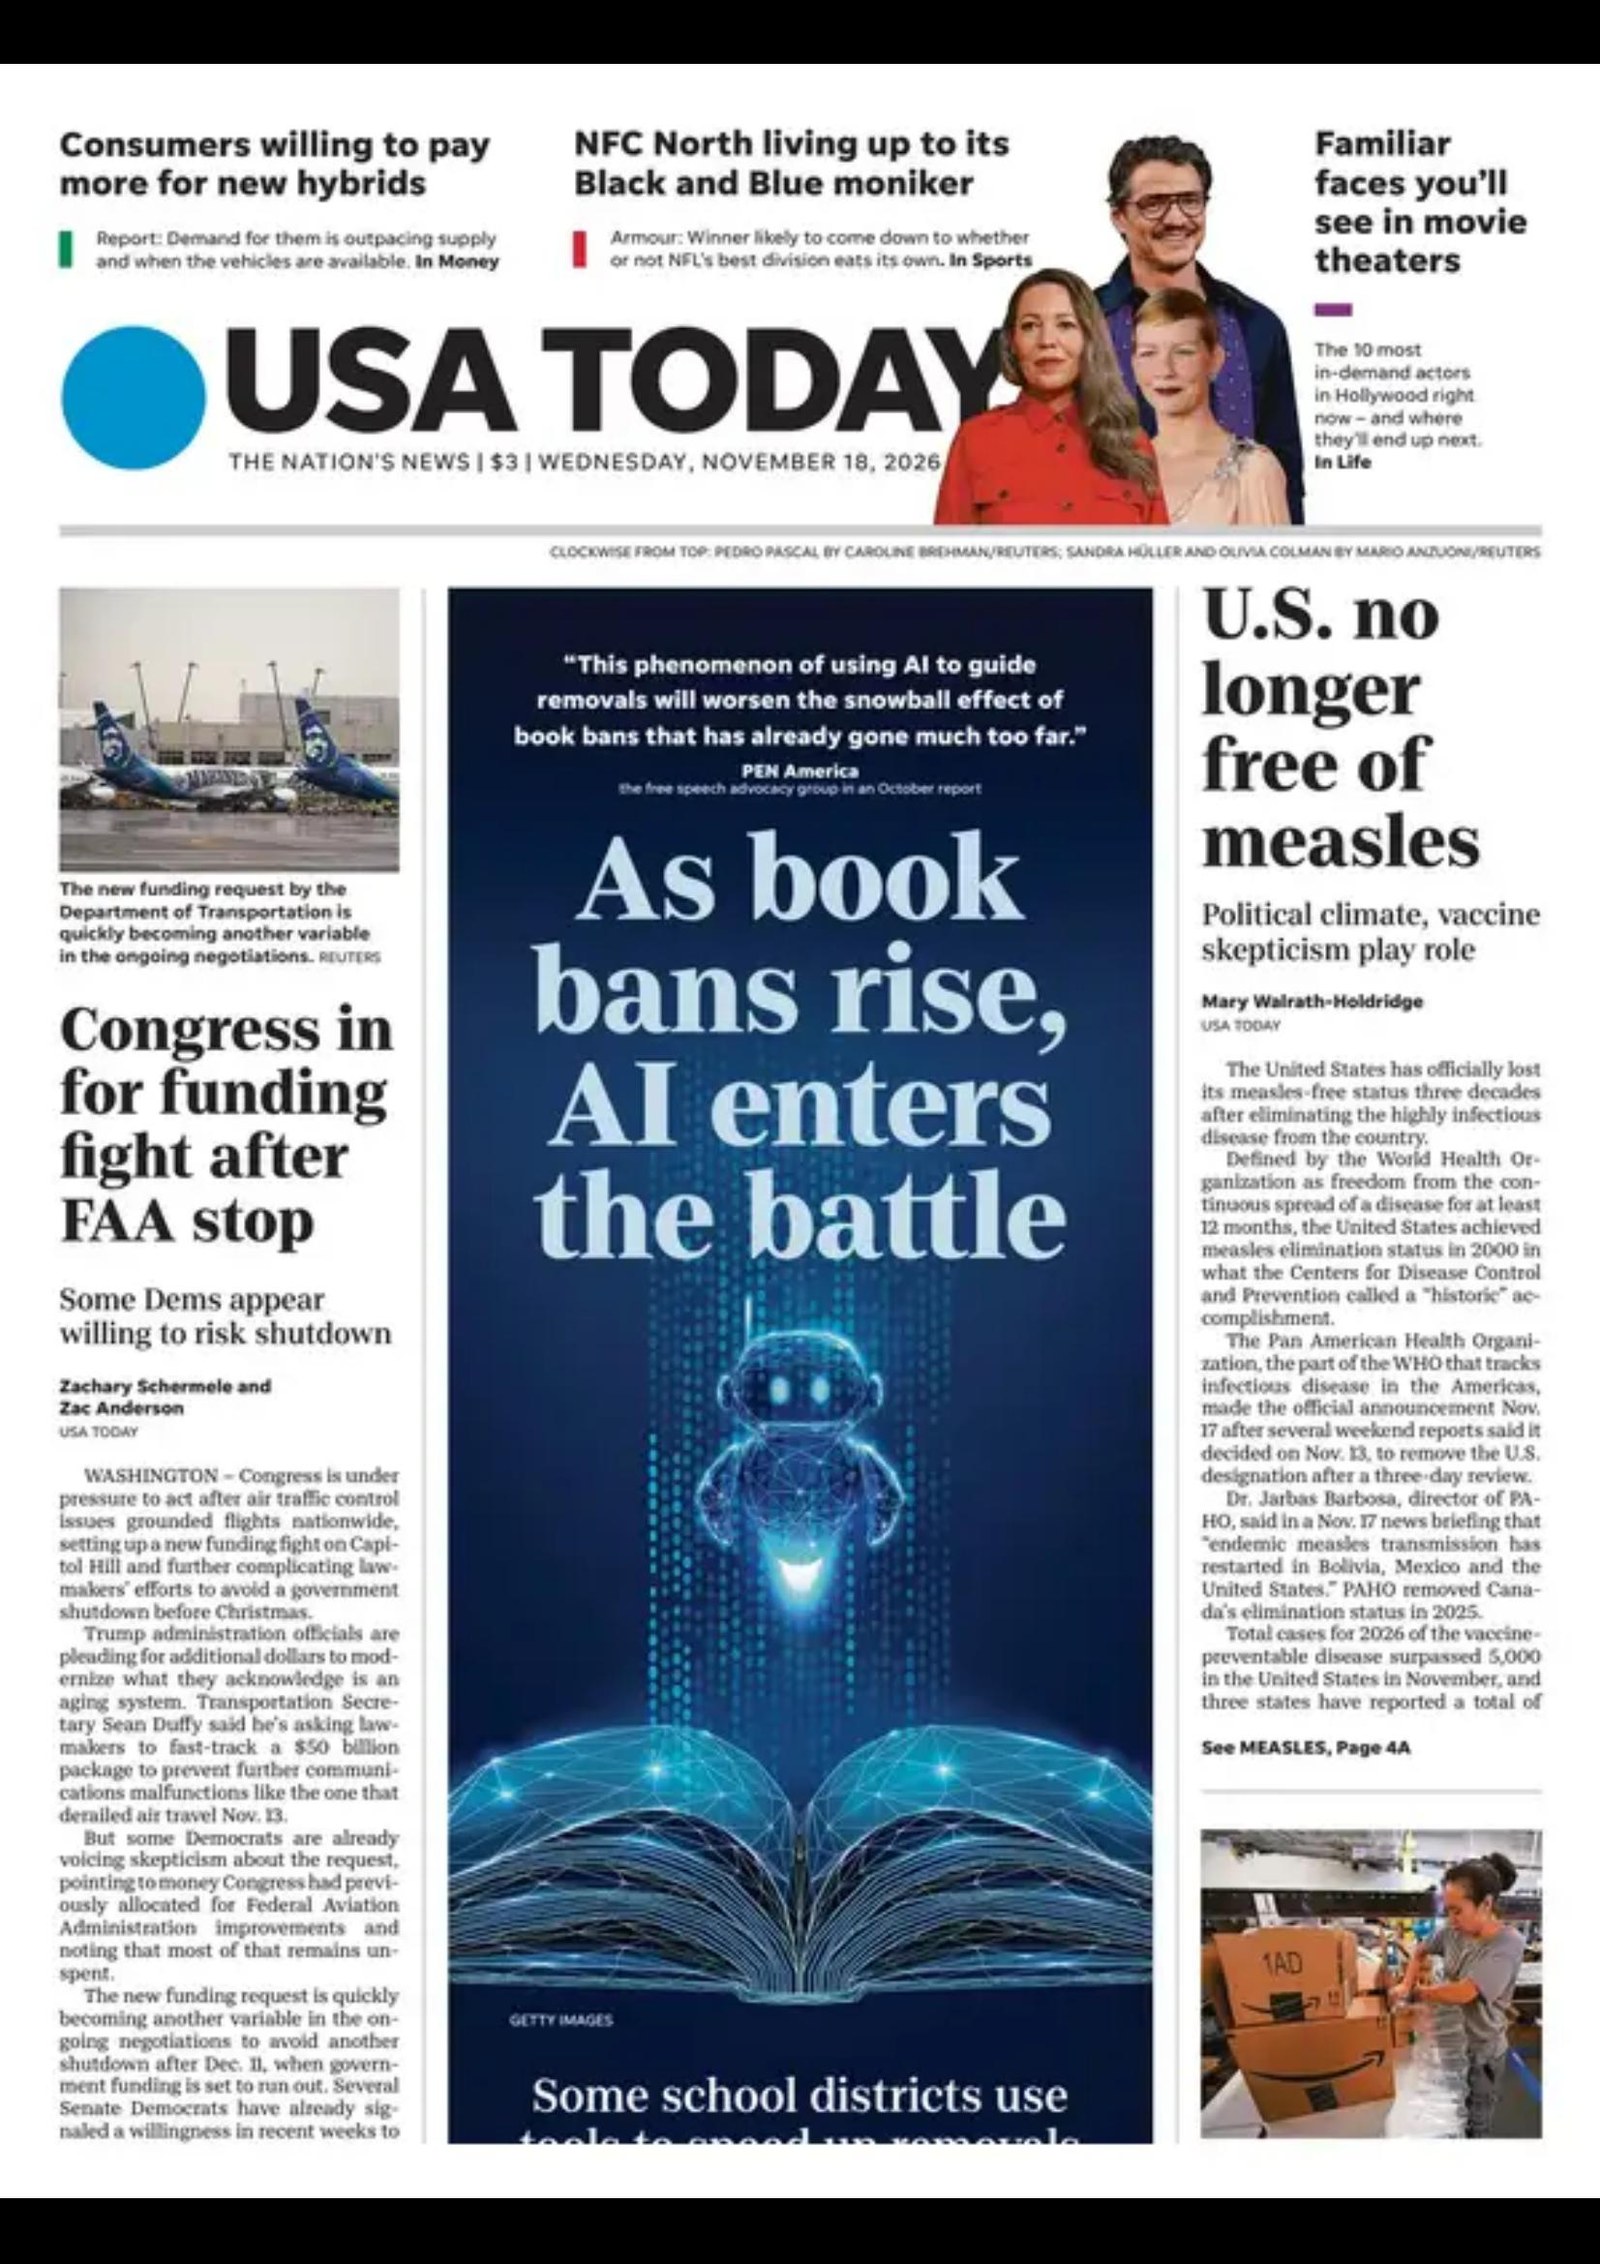 Consumers willing to pay
more for new hybrids
Report: Demand for them is outpacing supply
and when the vehicles are available. In Money
NFC North living up to its
Black and Blue moniker
Armour: Winner likely to come down to whether
or not NFL's best division eats its own. In Sports
Familiar
faces you'll
see in movie
theaters
The 10 most
in-demand actors
in Hollywood right
now – and where
they'll end up next.
In Life
USA TODAY
THE NATION'S NEWS | $3 | WEDNESDAY, NOVEMBER 18, 2026
CLOCKWISE FROM TOP: PEDRO PASCAL BY CAROLINE BREHMAN/REUTERS; SANDRA HÜLLER AND OLIVIA COLMAN BY MARIO ANZUONI/REUTERS
The new funding request by the
Department of Transportation is
quickly becoming another variable
in the ongoing negotiations. REUTERS
Congress in
for funding
fight after
FAA stop
Some Dems appear
willing to risk shutdown
Zachary Schermele and
Zac Anderson
USA TODAY
WASHINGTON – Congress is under
pressure to act after air traffic control
issues grounded flights nationwide,
setting up a new funding fight on Capi-
tol Hill and further complicating law-
makers' efforts to avoid a government
shutdown before Christmas.
Trump administration officials are
pleading for additional dollars to mod-
ernize what they acknowledge is an
aging system. Transportation Secre-
tary Sean Duffy said he's asking law-
makers to fast-track a $50 billion
package to prevent further communi-
cations malfunctions like the one that
derailed air travel Nov. 13.
But some Democrats are already
voicing skepticism about the request,
pointing to money Congress had previ-
ously allocated for Federal Aviation
Administration improvements and
noting that most of that remains un-
spent.
The new funding request is quickly
becoming another variable in the on-
going negotiations to avoid another
shutdown after Dec. 11, when govern-
ment funding is set to run out. Several
Senate Democrats have already sig-
naled a willingness in recent weeks to
"This phenomenon of using AI to guide
removals will worsen the snowball effect of
book bans that has already gone much too far."
PEN America
the free speech advocacy group in an October report
As book
bans rise,
AI enters
the battle
GETTY IMAGES
Some school districts use
tools to speed up removals
U.S. no
longer
free of
measles
Political climate, vaccine
skepticism play role
Mary Walrath-Holdridge
USA TODAY
The United States has officially lost
its measles-free status three decades
after eliminating the highly infectious
disease from the country.
Defined by the World Health Or-
ganization as freedom from the con-
tinuous spread of a disease for at least
12 months, the United States achieved
measles elimination status in 2000 in
what the Centers for Disease Control
and Prevention called a "historic" ac-
complishment.
The Pan American Health Organi-
zation, the part of the WHO that tracks
infectious disease in the Americas,
made the official announcement Nov.
17 after several weekend reports said it
decided on Nov. 13, to remove the U.S.
designation after a three-day review.
Dr. Jarbas Barbosa, director of PA-
HO, said in a Nov. 17 news briefing that
"endemic measles transmission has
restarted in Bolivia, Mexico and the
United States." PAHO removed Cana-
da's elimination status in 2025.
Total cases for 2026 of the vaccine-
preventable disease surpassed 5,000
in the United States in November, and
three states have reported a total of
See MEASLES, Page 4A
1AD